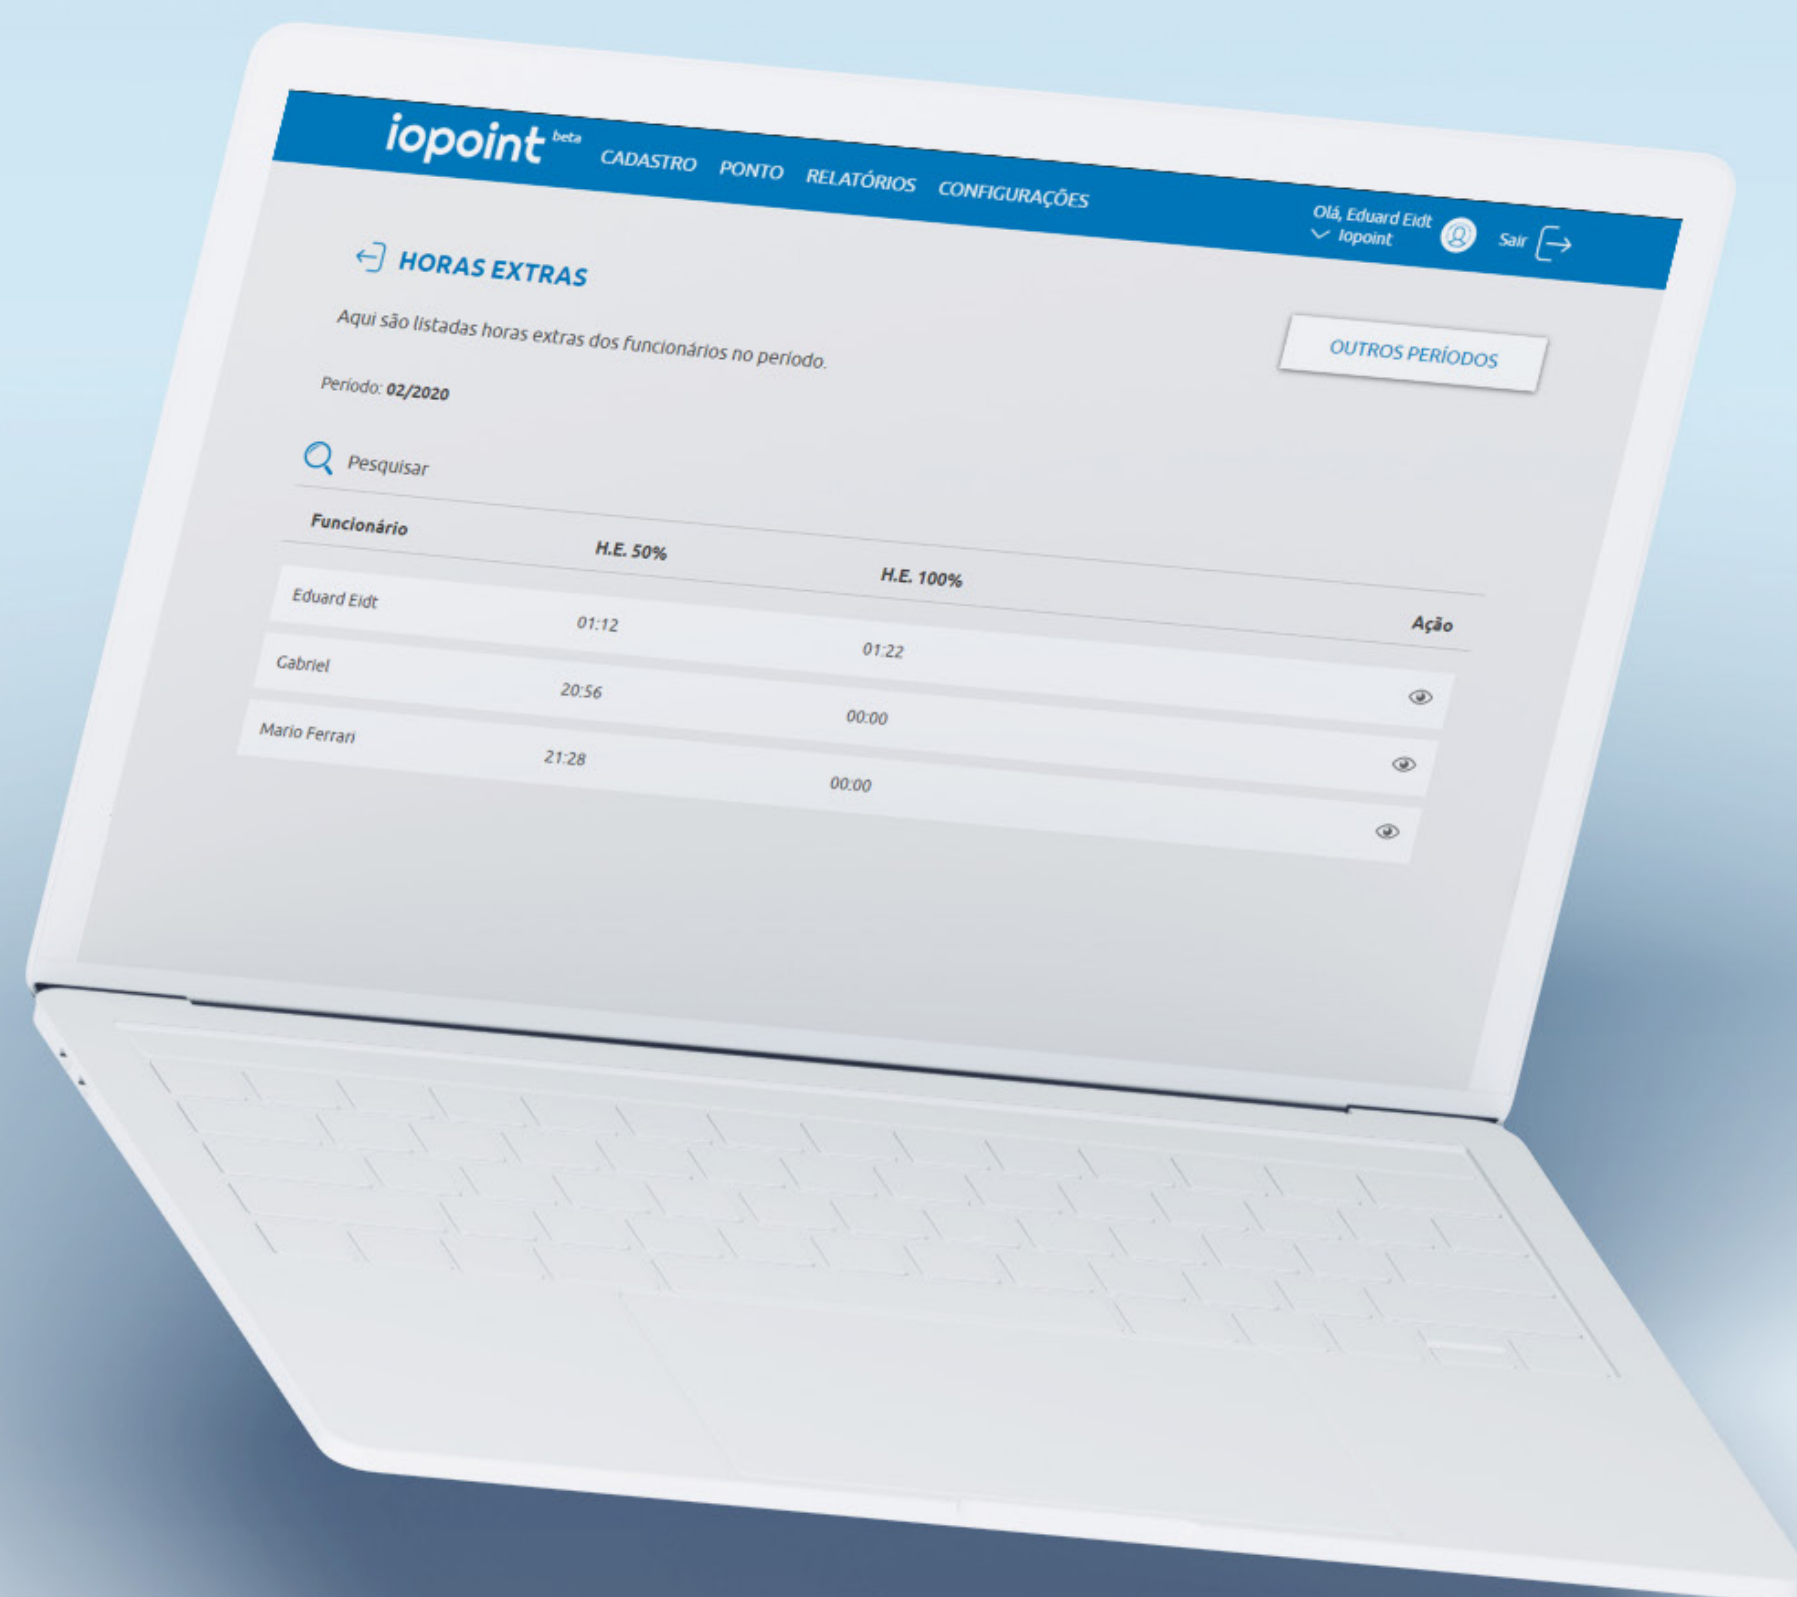 iopoint beta CADASTRO PONTO RELATÓRIOS CONFIGURAÇÕES
Olá, Eduard Eidt
Iopoint
Sair
HORAS EXTRAS
Aqui são listadas horas extras dos funcionários no período.
OUTROS PERÍODOS
Período: 02/2020
Pesquisar
Funcionário H.E. 50% H.E. 100% Ação
Eduard Eidt 01:12 01:22
Gabriel 20:56 00:00
Mario Ferrari 21:28 00:00